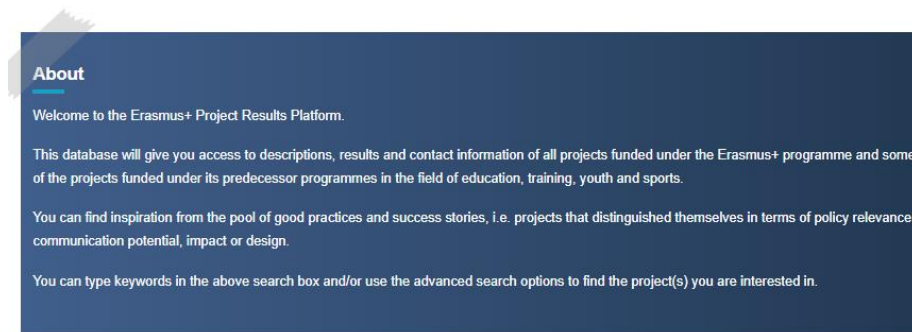 About
Welcome to the Erasmus+ Project Results Platform.
This database will give you access to descriptions, results and contact information of all projects funded under the Erasmus+ programme and some
of the projects funded under its predecessor programmes in the field of education, training, youth and sports.
You can find inspiration from the pool of good practices and success stories, i.e. projects that distinguished themselves in terms of policy relevance
communication potential, impact or design.
You can type keywords in the above search box and/or use the advanced search options to find the project(s) you are interested in.